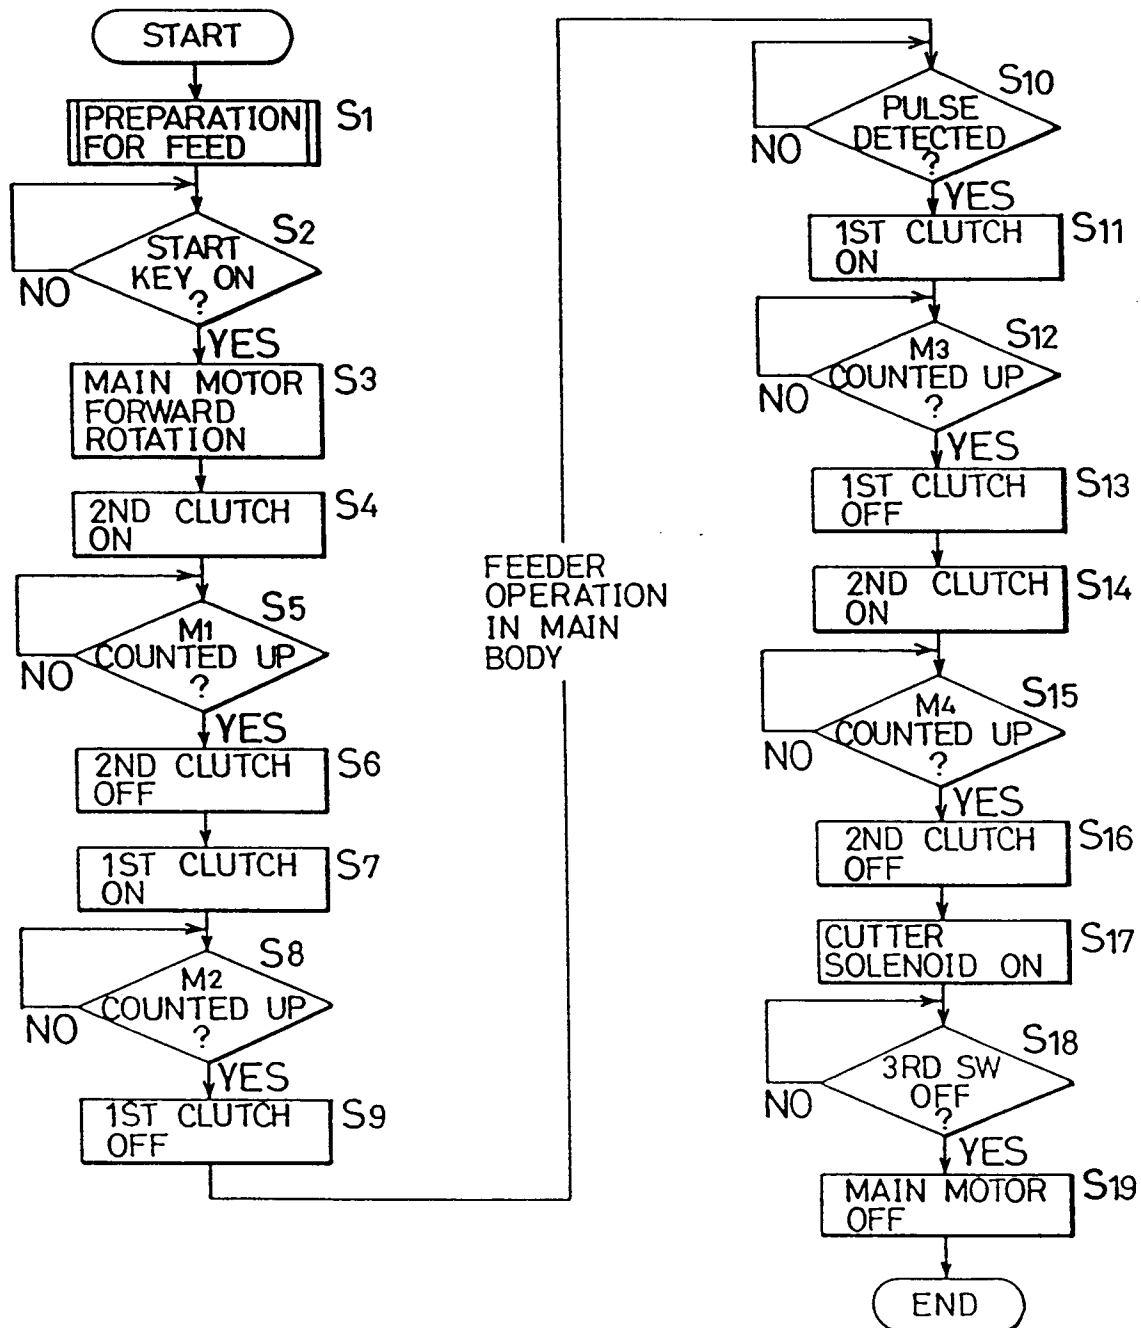 START
PREPARATION
FOR FEED
S1
START
KEY ON
?
S2
NO
YES
MAIN MOTOR
FORWARD
ROTATION
S3
2ND CLUTCH
ON
S4
M1
COUNTED UP
?
S5
NO
YES
2ND CLUTCH
OFF
S6
1ST CLUTCH
ON
S7
M2
COUNTED UP
?
S8
NO
YES
1ST CLUTCH
OFF
S9
FEEDER
OPERATION
IN MAIN
BODY
PULSE
DETECTED
?
S10
NO
YES
1ST CLUTCH
ON
S11
M3
COUNTED UP
?
S12
NO
YES
1ST CLUTCH
OFF
S13
2ND CLUTCH
ON
S14
M4
COUNTED UP
?
S15
NO
YES
2ND CLUTCH
OFF
S16
CUTTER
SOLENOID ON
S17
3RD SW
OFF
?
S18
NO
YES
MAIN MOTOR
OFF
S19
END